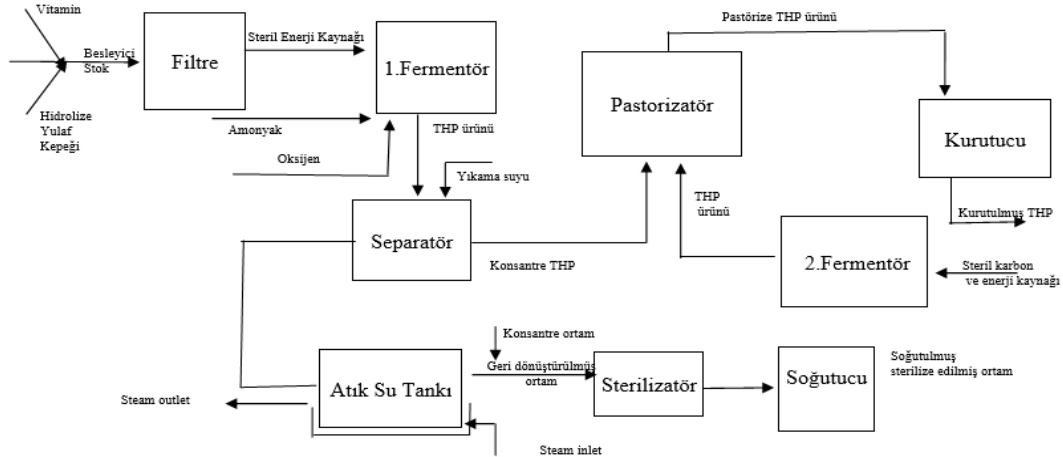 Vitamin
Besleyici
Stok
Hidrolize
Yulaf
Kepeği
Filtre
Steril Enerji Kaynağı
Amonyak
Oksijen
1.Fermentör
THP ürünü
Yıkama suyu
Separatör
Konsantre THP
Pastörize THP ürünü
Pastorizatör
Kurutucu
Kurutulmuş THP
THP
ürünü
2.Fermentör
Steril karbon
ve enerji kaynağı
Atık Su Tankı
Steam outlet
Steam inlet
Konsantre ortam
Geri dönüştürülmüş
ortam
Sterilizatör
Soğutucu
Soğutulmuş
sterilize edilmiş ortam